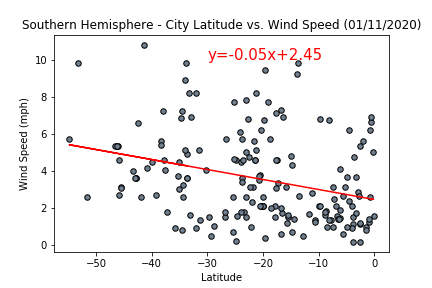 Southern Hemisphere - City Latitude vs. Wind Speed (01/11/2020)
y=-0.05x+2.45
Wind Speed (mph)
10
8
6
4
2
0
−50 −40 −30 −20 −10 0
Latitude